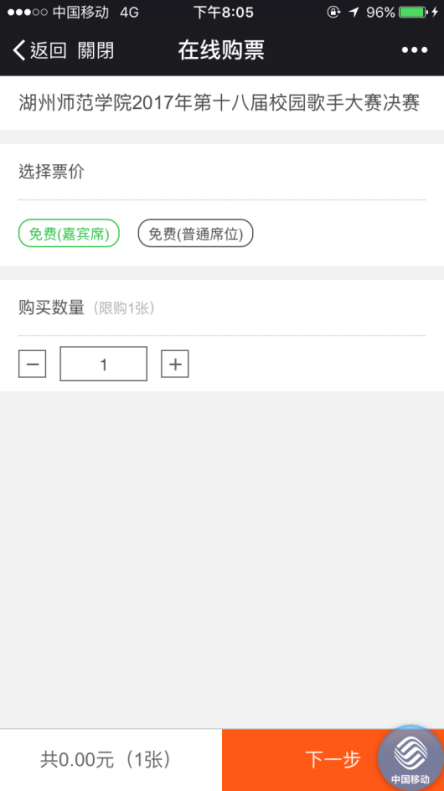 中国移动 4G 下午8:05 96%
返回 關閉 在线购票
湖州师范学院2017年第十八届校园歌手大赛决赛
选择票价
免费(嘉宾席) 免费(普通席位)
购买数量 (限购1张)
1
共0.00元（1张） 下一步
中国移动